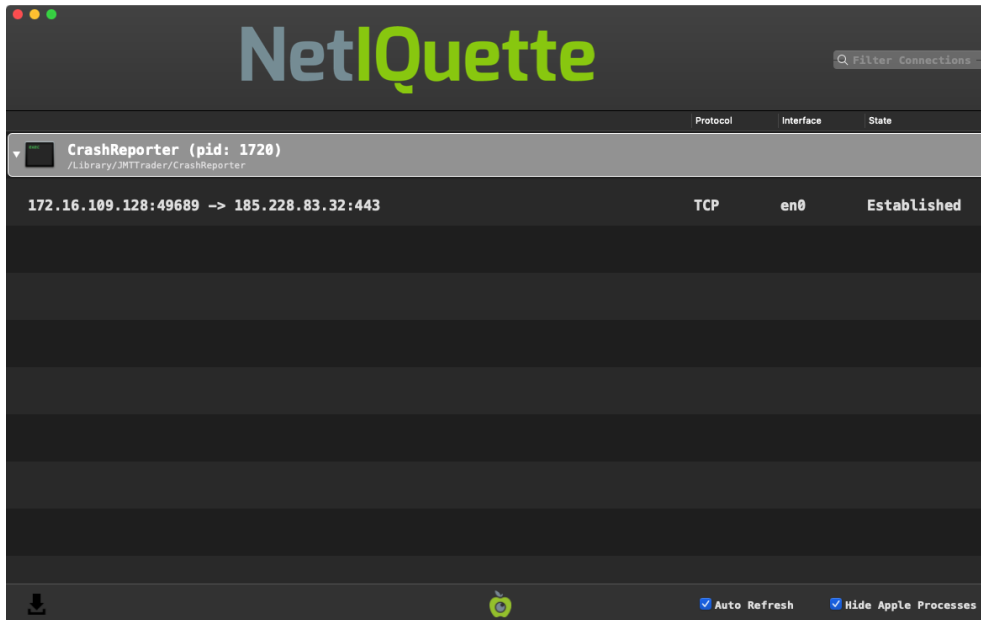 NetIQuette
Filter Connections
Protocol Interface State
exec
CrashReporter (pid: 1720)
/Library/JMTTrader/CrashReporter
172.16.109.128:49689 -> 185.228.83.32:443 TCP en0 Established
Auto Refresh Hide Apple Processes